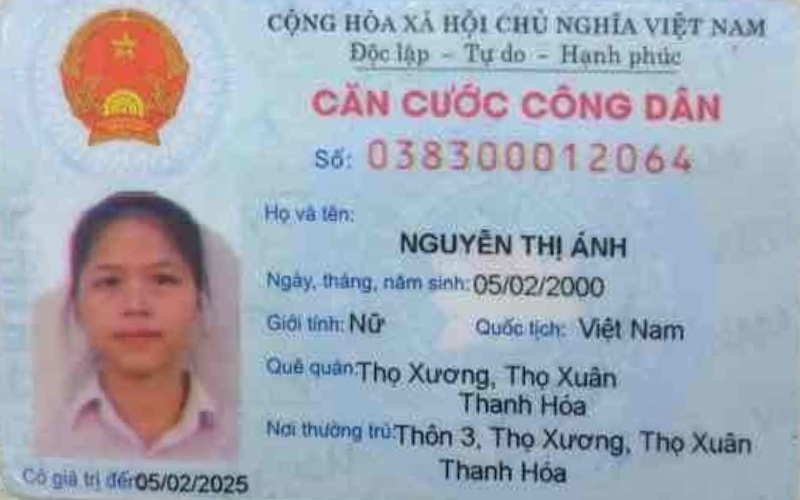 CỘNG HÒA XÃ HỘI CHỦ NGHĨA VIỆT NAM
Độc lập - Tự do - Hạnh phúc
CĂN CƯỚC CÔNG DÂN
Số: 038300012064
Họ và tên:
NGUYỄN THỊ ÁNH
Ngày, tháng, năm sinh: 05/02/2000
Giới tính: Nữ Quốc tịch: Việt Nam
Quê quán: Thọ Xương, Thọ Xuân
Thanh Hóa
Nơi thường trú: Thôn 3, Thọ Xương, Thọ Xuân
Thanh Hóa
Có giá trị đến 05/02/2025